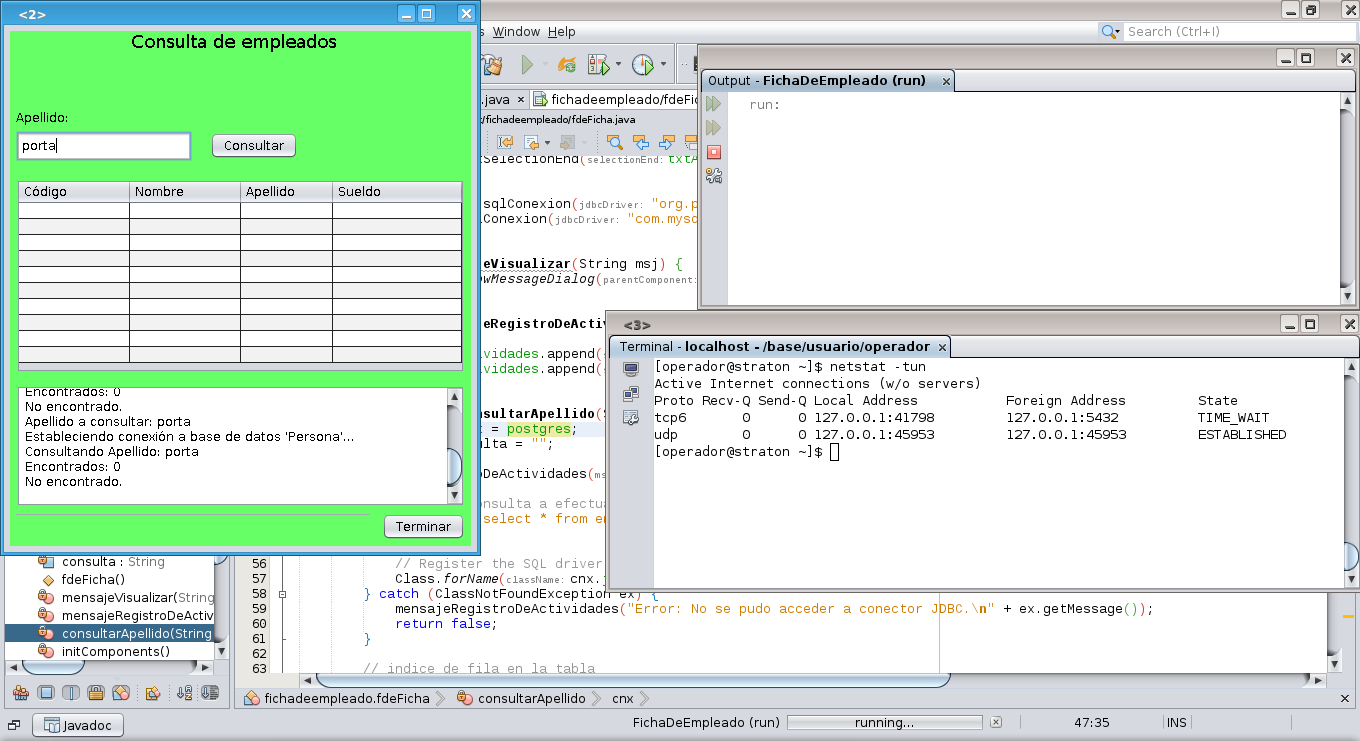 <2>
Consulta de empleados
Apellido:
porta
Consultar
Código Nombre Apellido Sueldo
Encontrados: 0
No encontrado.
Apellido a consultar: porta
Estableciendo conexión a base de datos 'Persona'...
Consultando Apellido: porta
Encontrados: 0
No encontrado.
Terminar
Window Help
Search (Ctrl+I)
.java × fichadeempleado/fdeFic
/fichadeempleado/fdeFicha.java
tSelectionEnd(selectionEnd: txtA
sqlConexion(jdbcDriver: "org.p
lConexion(jdbcDriver: "com.mysq
eVisualizar(String msj) {
owMessageDialog(parentComponent:
eRegistroDeActiv
vidades.append(
vidades.append(
nsultarApellido(S
t = postgres;
ulta = "";
oDeActividades(ms
onsulta a efectua
select * from em
Output - FichaDeEmpleado (run) ×
run:
<3>
Terminal - localhost - /base/usuario/operador ×
[operador@straton ~]$ netstat -tun
Active Internet connections (w/o servers)
Proto Recv-Q Send-Q Local Address Foreign Address State
tcp6 0 0 127.0.0.1:41798 127.0.0.1:5432 TIME_WAIT
udp 0 0 127.0.0.1:45953 127.0.0.1:45953 ESTABLISHED
[operador@straton ~]$
consulta : String
fdeFicha()
mensajeVisualizar(String
mensajeRegistroDeActiv
consultarApellido(String
initComponents()
56 // Register the SQL driver
57 Class.forName(className: cnx.
58 } catch (ClassNotFoundException ex) {
59 mensajeRegistroDeActividades("Error: No se pudo acceder a conector JDBC.\n" + ex.getMessage());
60 return false;
61 }
62
63 // indice de fila en la tabla
fichadeempleado.fdeFicha consultarApellido cnx
Javadoc
FichaDeEmpleado (run) running... 47:35 INS